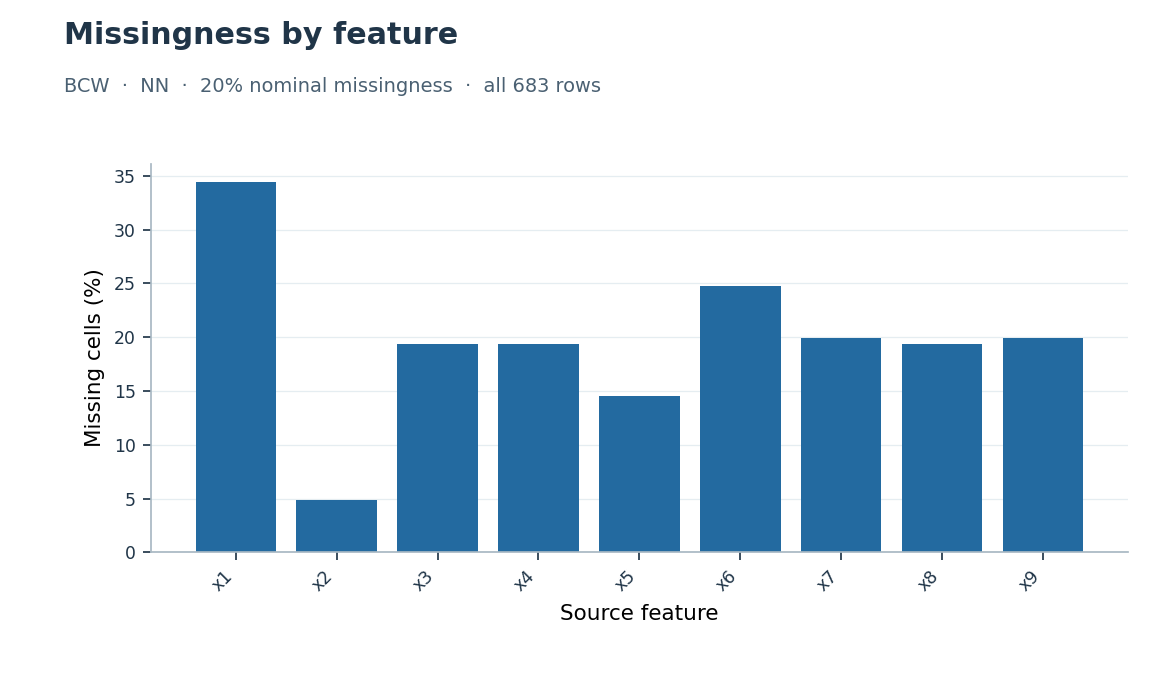 Missingness by feature
BCW · NN · 20% nominal missingness · all 683 rows
35
30
25
20
15
10
5
0
Missing cells (%)
x1 x2 x3 x4 x5 x6 x7 x8 x9
Source feature